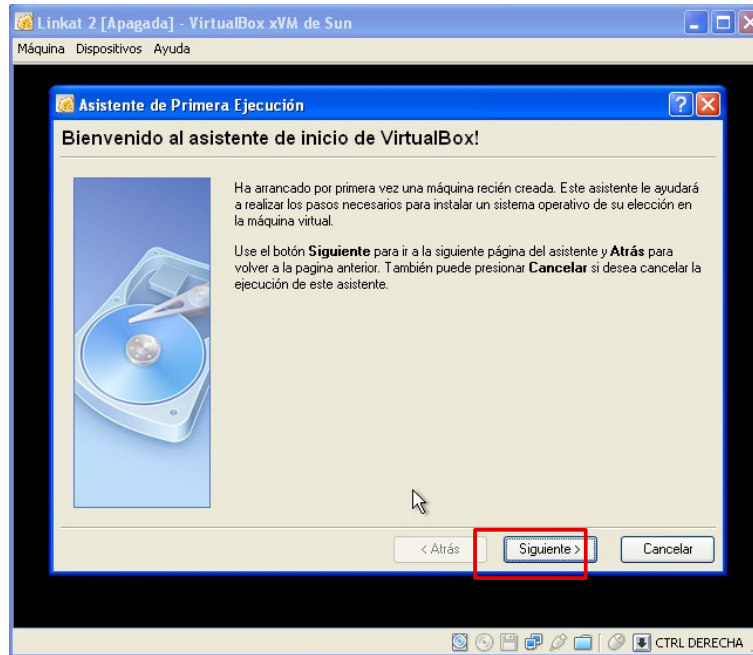 Linkat 2 [Apagada] - VirtualBox xVM de Sun
Máquina Dispositivos Ayuda
Asistente de Primera Ejecución
Bienvenido al asistente de inicio de VirtualBox!
Ha arrancado por primera vez una máquina recién creada. Este asistente le ayudará
a realizar los pasos necesarios para instalar un sistema operativo de su elección en
la máquina virtual.
Use el botón Siguiente para ir a la siguiente página del asistente y Atrás para
volver a la pagina anterior. También puede presionar Cancelar si desea cancelar la
ejecución de este asistente.
< Atrás Siguiente > Cancelar
CTRL DERECHA